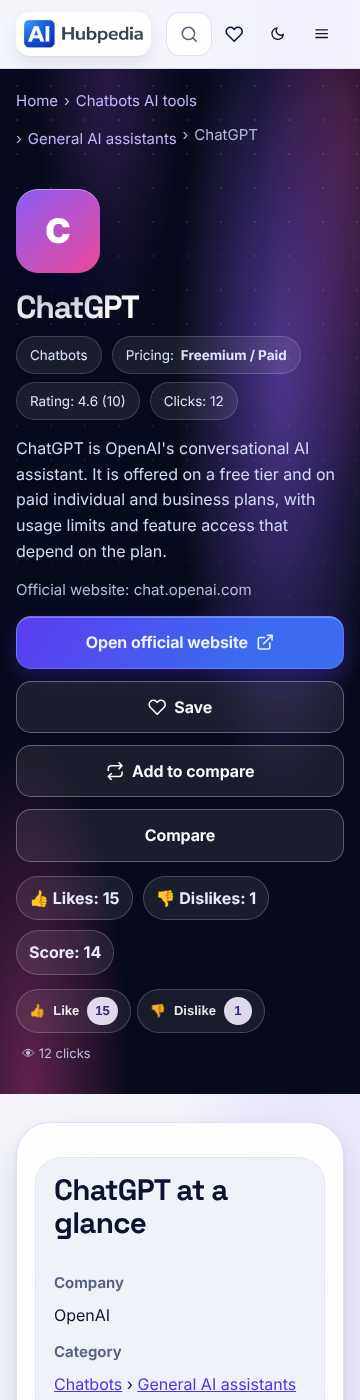 AI Hubpedia
Home › Chatbots AI tools
› General AI assistants › ChatGPT
C
ChatGPT
Chatbots
Pricing: Freemium / Paid
Rating: 4.6 (10)
Clicks: 12
ChatGPT is OpenAI's conversational AI
assistant. It is offered on a free tier and on
paid individual and business plans, with
usage limits and feature access that
depend on the plan.
Official website: chat.openai.com
Open official website
Save
Add to compare
Compare
👍 Likes: 15
👎 Dislikes: 1
Score: 14
👍 Like 15
👎 Dislike 1
👁 12 clicks
ChatGPT at a
glance
Company
OpenAI
Category
Chatbots › General AI assistants